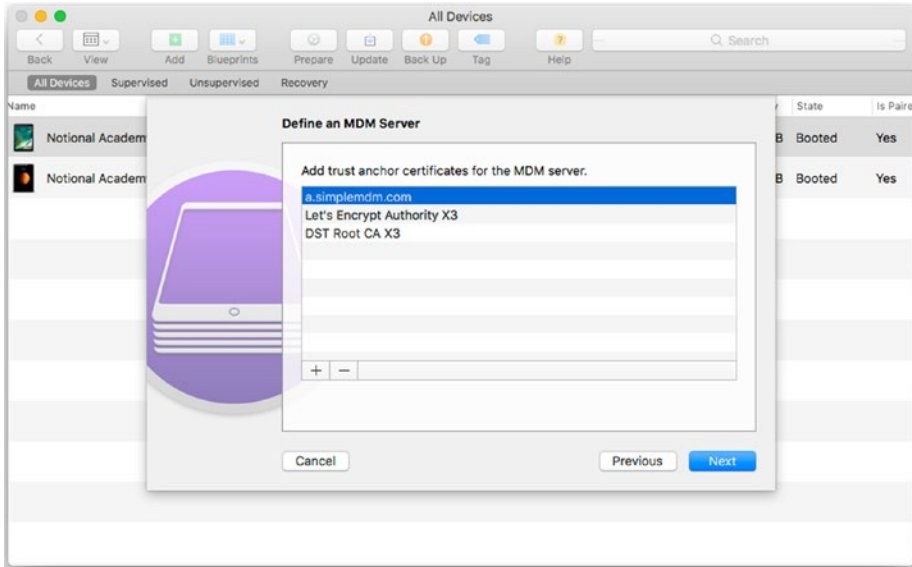 All Devices
Back View Add Blueprints Prepare Update Back Up Tag Help Search
All Devices Supervised Unsupervised Recovery
Name State Is Paire
Notional Academ B Booted Yes
Notional Academ B Booted Yes
Define an MDM Server
Add trust anchor certificates for the MDM server.
a.simplemdm.com
Let's Encrypt Authority X3
DST Root CA X3
Cancel Previous Next